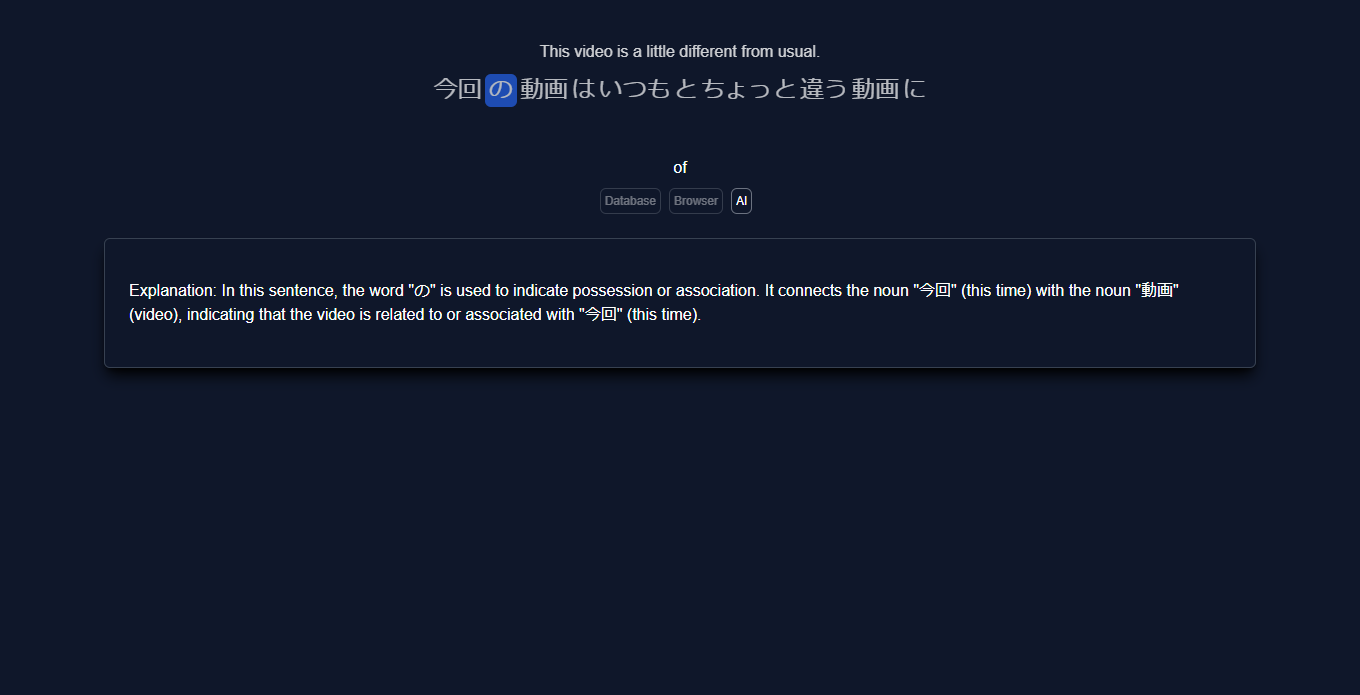 This video is a little different from usual.
今回の動画はいつもとちょっと違う動画に
of
Database Browser AI
Explanation: In this sentence, the word "の" is used to indicate possession or association. It connects the noun "今回" (this time) with the noun "動画"
(video), indicating that the video is related to or associated with "今回" (this time).